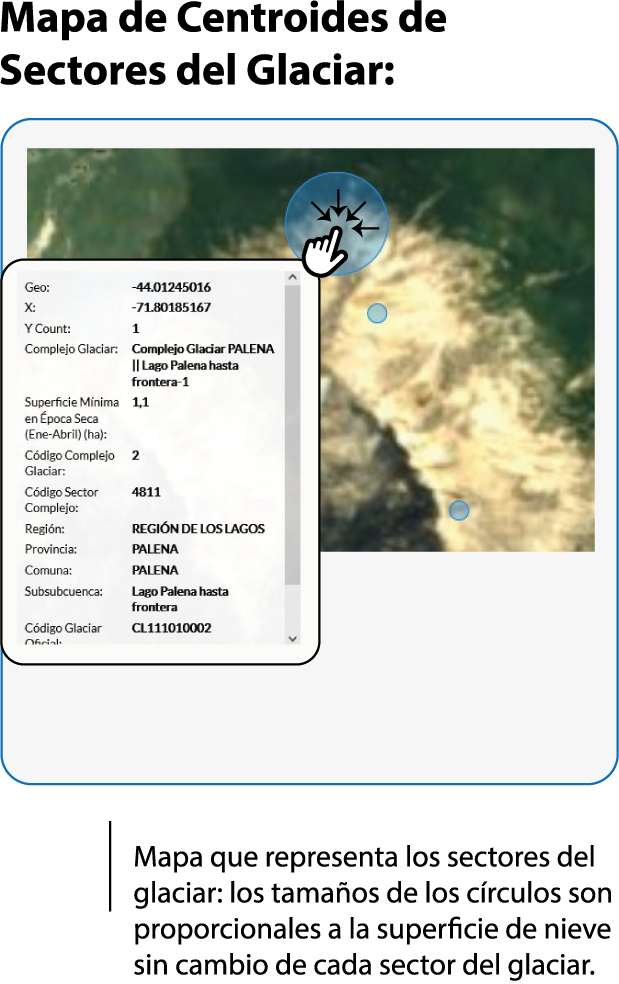 Mapa de Centroides de
Sectores del Glaciar:
Geo: -44.01245016
X: -71.80185167
Y Count: 1
Complejo Glaciar: Complejo Glaciar PALENA
|| Lago Palena hasta
frontera-1
Superficie Mínima 1,1
en Época Seca
(Ene-Abril) (ha):
Código Complejo 2
Glaciar:
Código Sector 4811
Complejo:
Región: REGIÓN DE LOS LAGOS
Provincia: PALENA
Comuna: PALENA
Subsubcuenca: Lago Palena hasta
frontera
Código Glaciar CL111010002
Oficial:
Mapa que representa los sectores del
glaciar: los tamaños de los círculos son
proporcionales a la superficie de nieve
sin cambio de cada sector del glaciar.